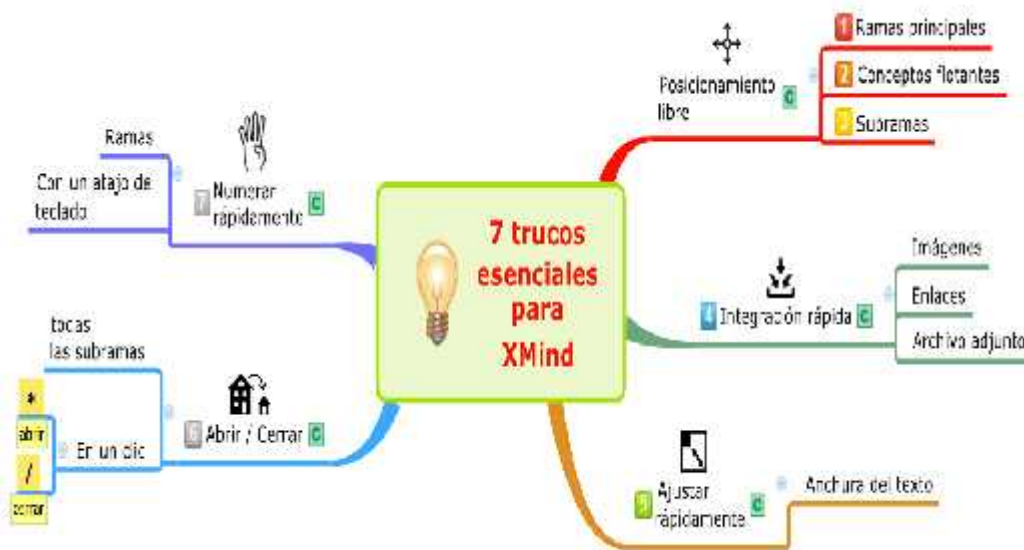 7 trucos
esenciales
para
XMind
Posicionamiento
libre
1 Ramas principales
2 Conceptos flotantes
3 Subramas
4 Integración rápida
Imágenes
Enlaces
Archivo adjunto
5 Ajustar
rápidamente
Anchura del texto
6 Abrir / Cerrar
todas
las subramas
En un clic
*
abrir
/
cerrar
7 Numerar
rápidamente
Ramas
Con un atajo de
teclado